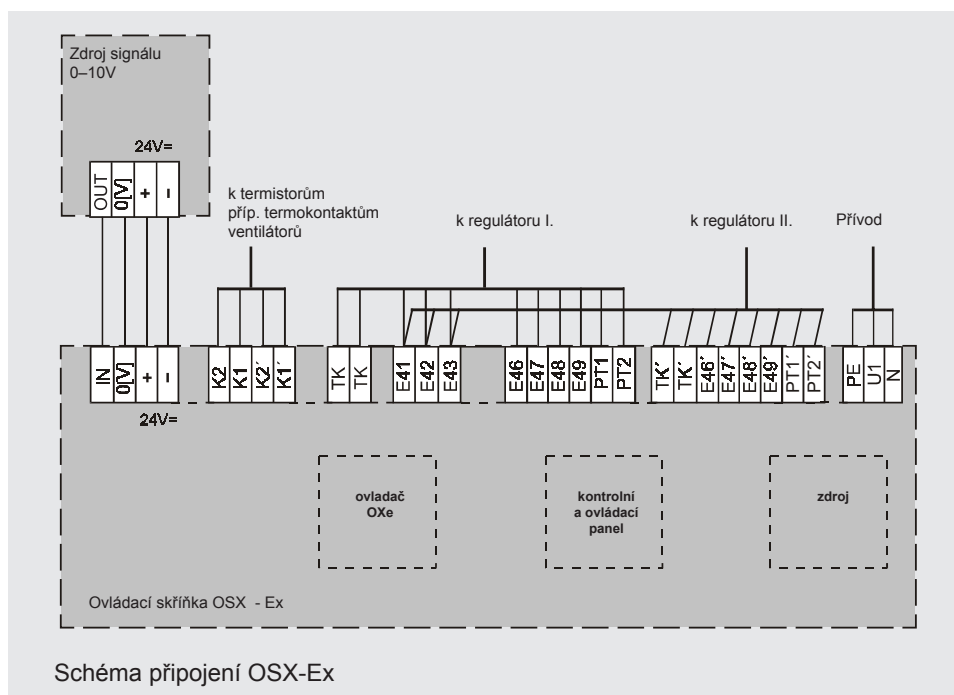 Zdroj signálu
0–10V
24V=
OUT
0[V]
+
–
k termistorům
příp. termokontaktům
ventilátorů
k regulátoru I.
k regulátoru II.
Přívod
IN
0[V]
+
–
K2
K1
K2´
K1´
TK
TK
E41
E42
E43
E46
E47
E48
E49
PT1
PT2
TK´
TK´
E46´
E47´
E48´
E49´
PT1´
PT2´
PE
U1
N
24V=
ovladač
OXe
kontrolní
a ovládací
panel
zdroj
Ovládací skříňka OSX - Ex
Schéma připojení OSX-Ex